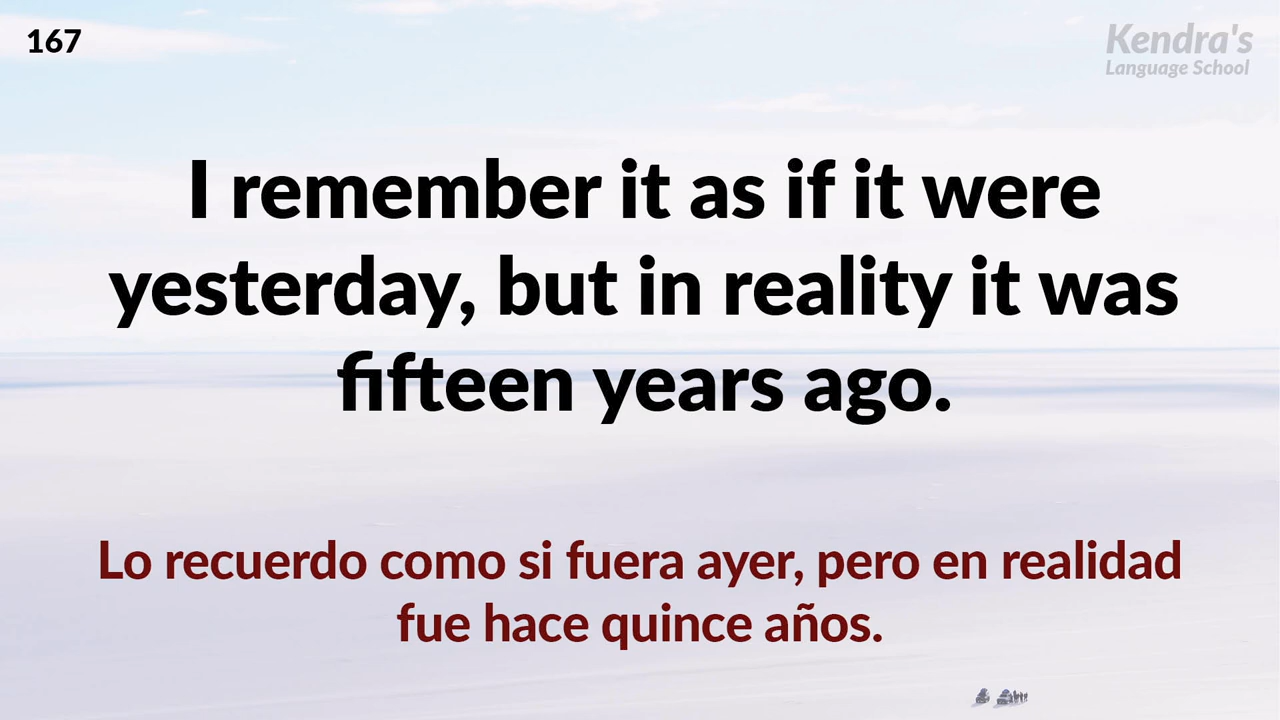 167
Kendra's
Language School
I remember it as if it were
yesterday, but in reality it was
fifteen years ago.
Lo recuerdo como si fuera ayer, pero en realidad
fue hace quince años.